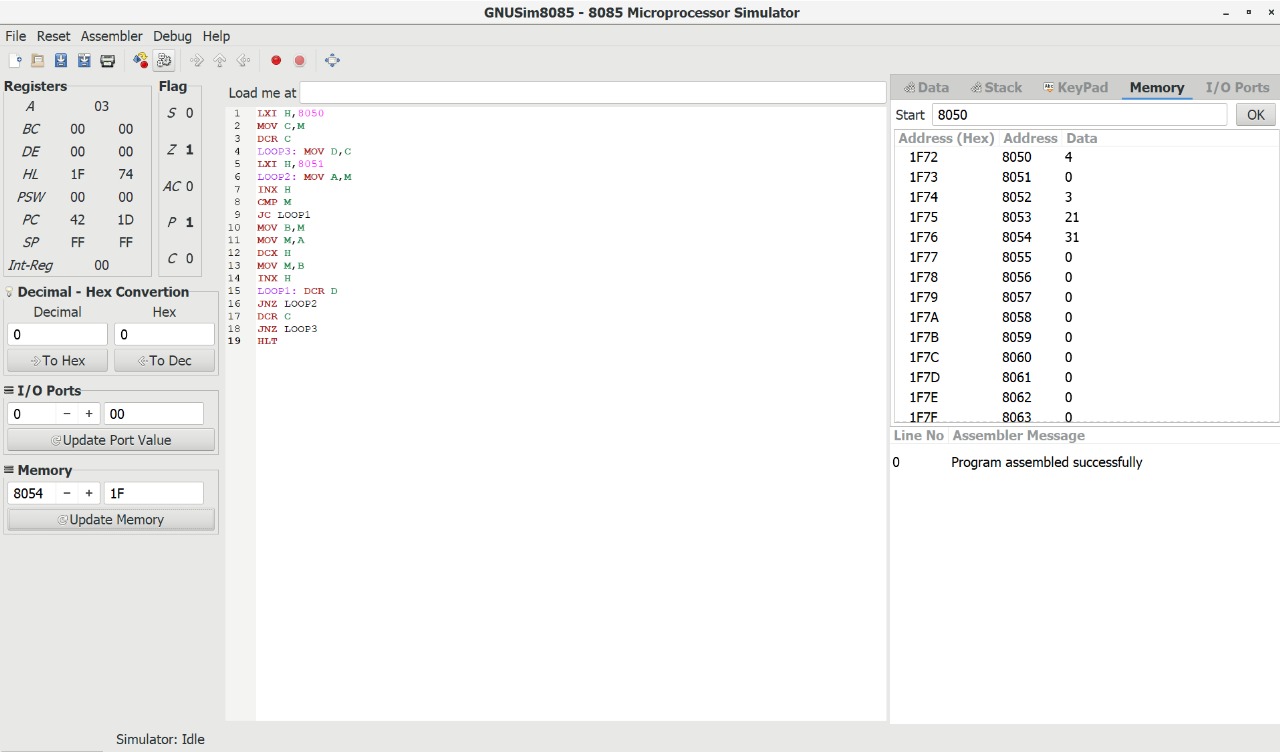 GNUSim8085 - 8085 Microprocessor Simulator
File Reset Assembler Debug Help
Registers
A 03
BC 00 00
DE 00 00
HL 1F 74
PSW 00 00
PC 42 1D
SP FF FF
Int-Reg 00
Flag
S 0
Z 1
AC 0
P 1
C 0
Decimal - Hex Convertion
Decimal Hex
0 0
To Hex To Dec
I/O Ports
0 − + 00
Update Port Value
Memory
8054 − + 1F
Update Memory
Load me at
1 LXI H,8050
2 MOV C,M
3 DCR C
4 LOOP3: MOV D,C
5 LXI H,8051
6 LOOP2: MOV A,M
7 INX H
8 CMP M
9 JC LOOP1
10 MOV B,M
11 MOV M,A
12 DCX H
13 MOV M,B
14 INX H
15 LOOP1: DCR D
16 JNZ LOOP2
17 DCR C
18 JNZ LOOP3
19 HLT
Data Stack KeyPad Memory I/O Ports
Start 8050 OK
Address (Hex) Address Data
1F72 8050 4
1F73 8051 0
1F74 8052 3
1F75 8053 21
1F76 8054 31
1F77 8055 0
1F78 8056 0
1F79 8057 0
1F7A 8058 0
1F7B 8059 0
1F7C 8060 0
1F7D 8061 0
1F7E 8062 0
1F7F 8063 0
Line No Assembler Message
0 Program assembled successfully
Simulator: Idle